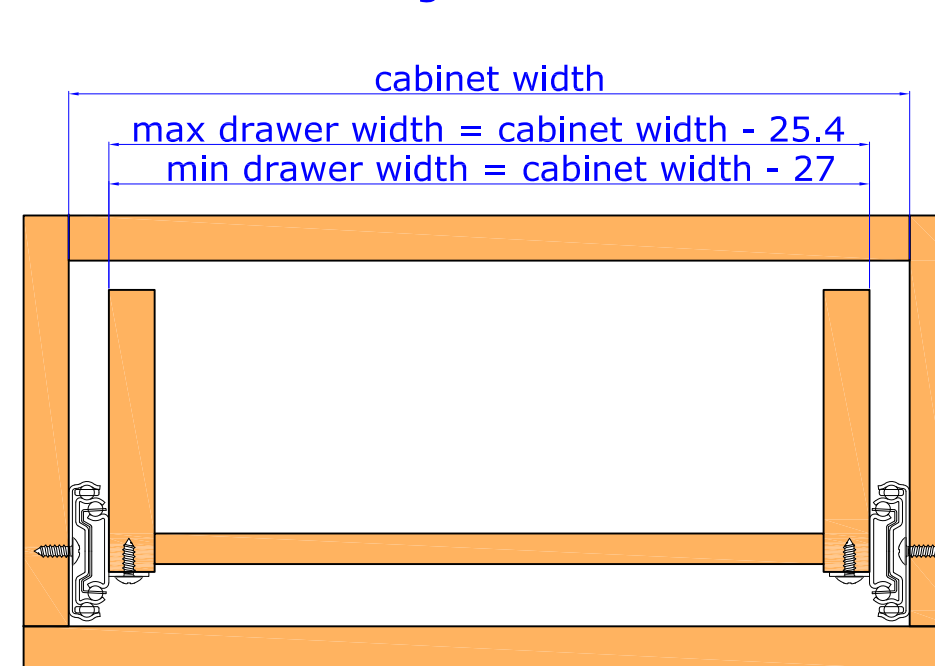 cabinet width
max drawer width = cabinet width - 25.4
min drawer width = cabinet width - 27